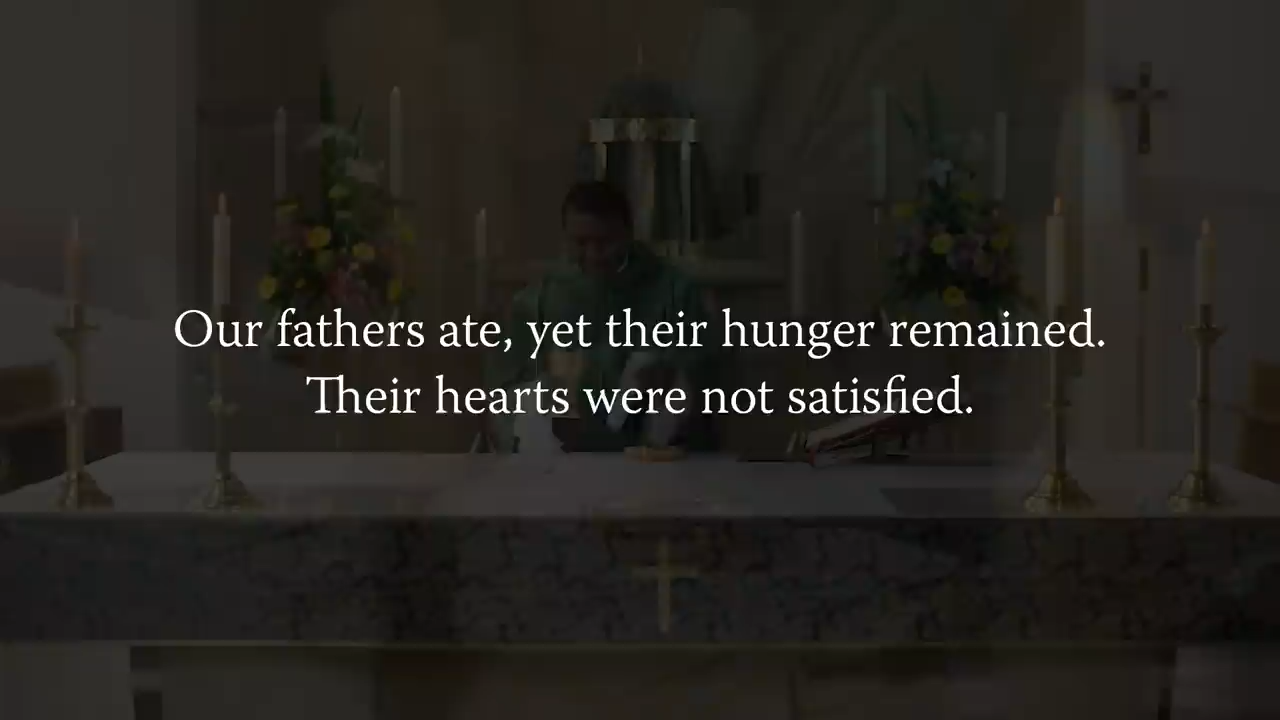 Our fathers ate, yet their hunger remained.
Their hearts were not satisfied.